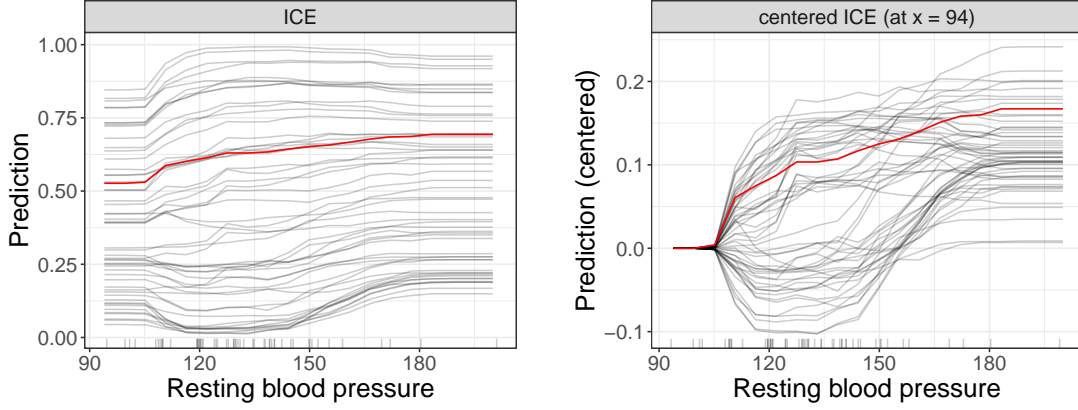 ICE
1.00
0.75
0.50
0.25
0.00
Prediction
90
120
150
180
Resting blood pressure
centered ICE (at x = 94)
0.2
0.1
0.0
−0.1
Prediction (centered)
90
120
150
180
Resting blood pressure